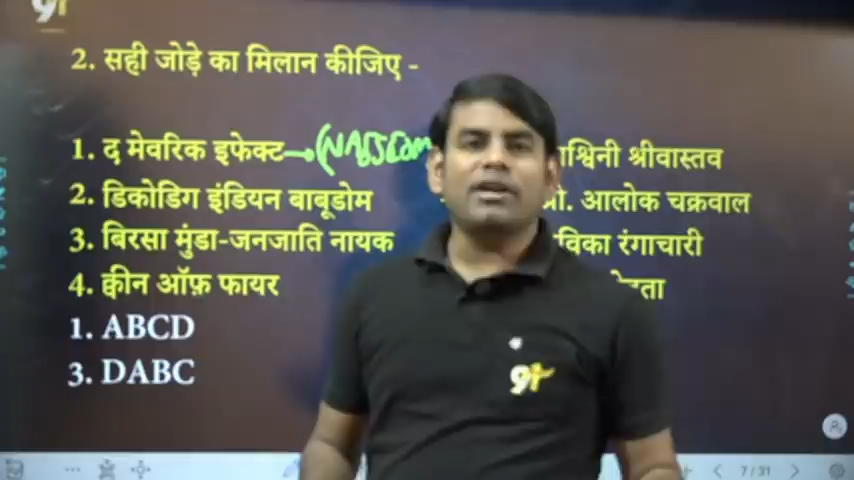 2. सही जोड़े का मिलान कीजिए -
1. द मेवरिक इफेक्ट → (NASSCOM श्रीवास्तव
2. डिकोडिग इंडियन बाबूडोम आलोक चक्रवाल
3. बिरसा मुंडा-जनजाति नायक रंगाचारी
4. क्वीन ऑफ़ फायर
1. ABCD
3. DABC
7/31